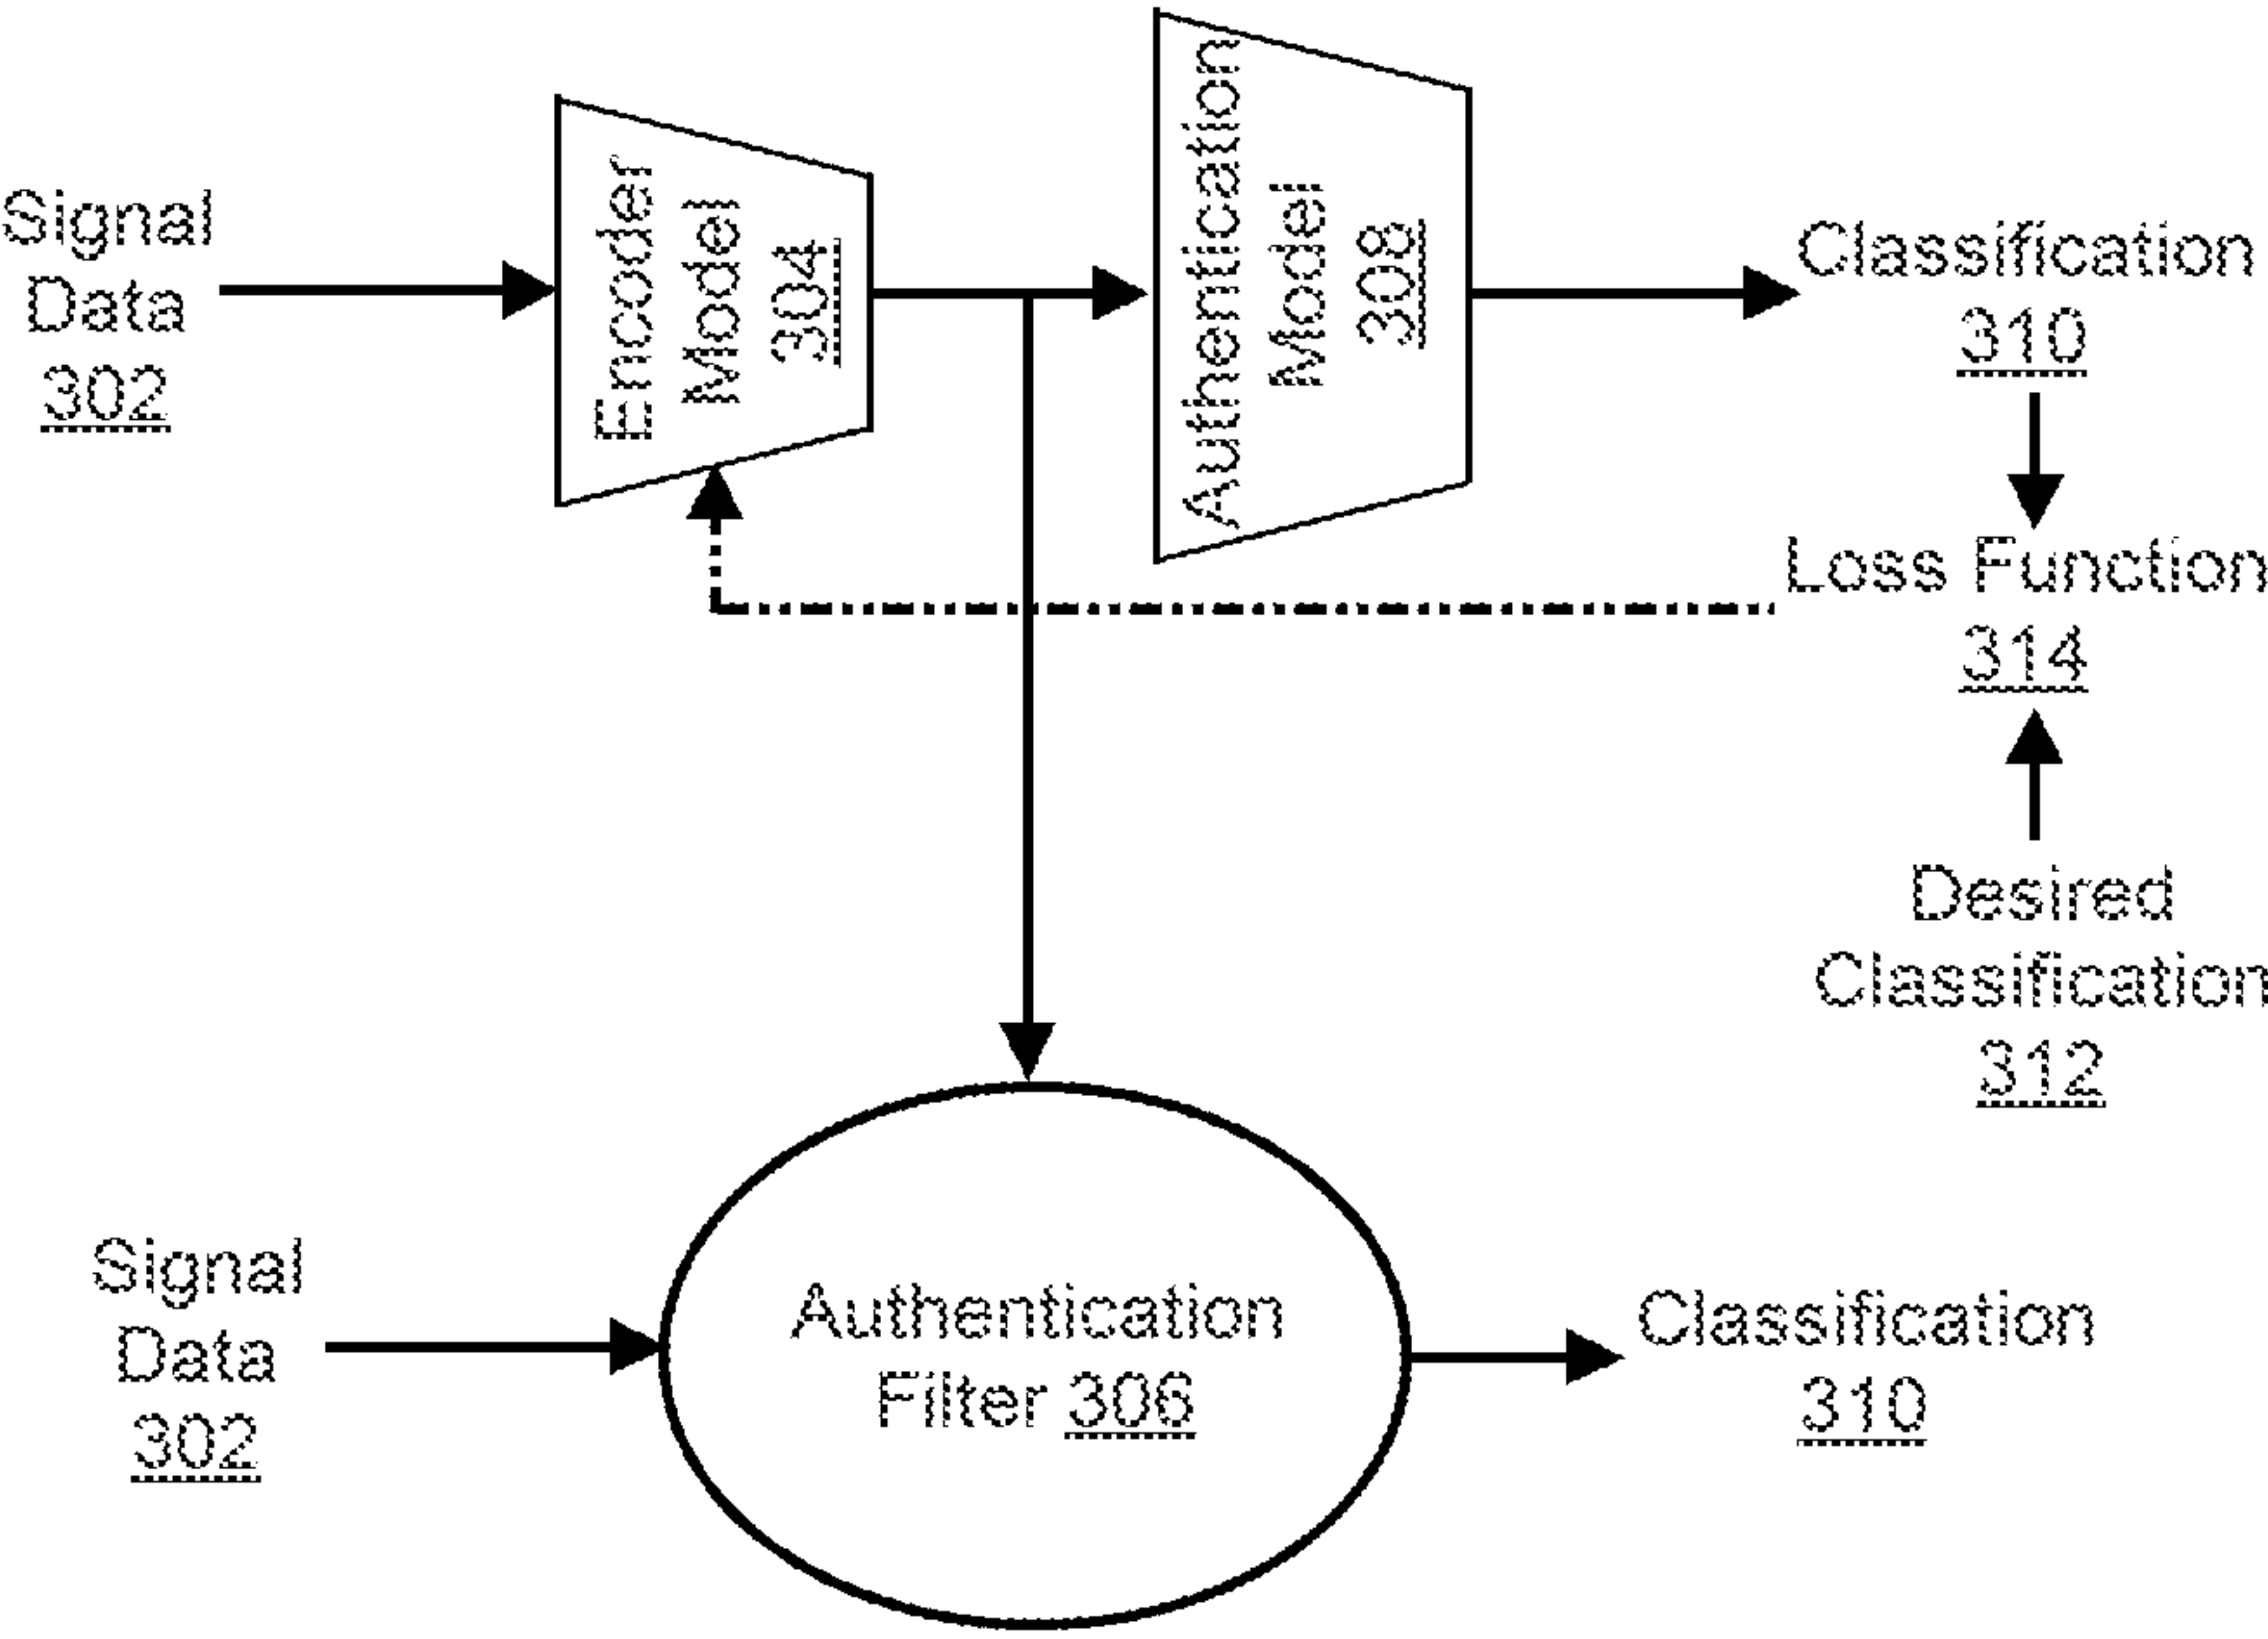 Signal
Data
302
Encoder
Model
304
Authentication
Model
308
Classification
310
Loss Function
314
Desired
Classification
312
Signal
Data
302
Authentication
Filter 306
Classification
310